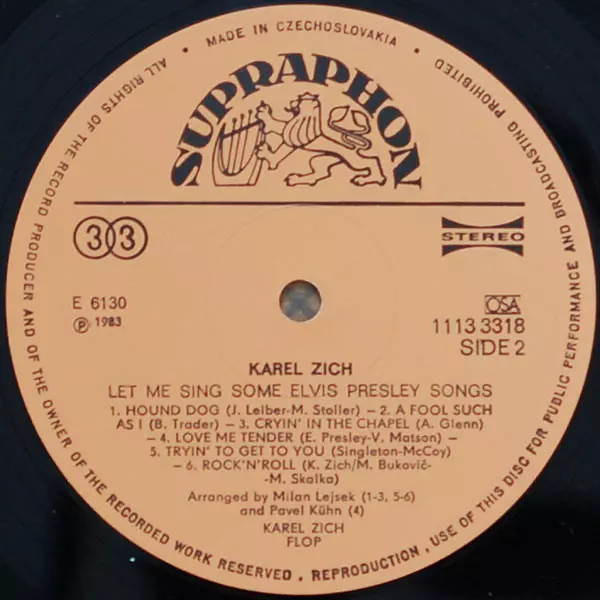 MADE IN CZECHOSLOVAKIA • ALL RIGHTS OF THE RECORD PRODUCER AND OF THE OWNER OF THE RECORDED WORK RESERVED . REPRODUCTION , USE OF THIS DISC FOR PUBLIC PERFORMANCE AND BROADCASTING PROHIBITED •
SUPRAPHON
33
STEREO
E 6130
Ⓟ 1983
OSA
1113 3318
SIDE 2
KAREL ZICH
LET ME SING SOME ELVIS PRESLEY SONGS
1. HOUND DOG (J. Leiber-M. Stoller) – 2. A FOOL SUCH
AS I (B. Trader) – 3. CRYIN' IN THE CHAPEL (A. Glenn)
– 4. LOVE ME TENDER (E. Presley-V. Matson) –
5. TRYIN' TO GET TO YOU (Singleton-McCoy)
– 6. ROCK'N'ROLL (K. Zich/M. Bukovič-
-M. Skalka)
Arranged by Milan Lejsek (1-3, 5-6)
and Pavel Kühn (4)
KAREL ZICH
FLOP